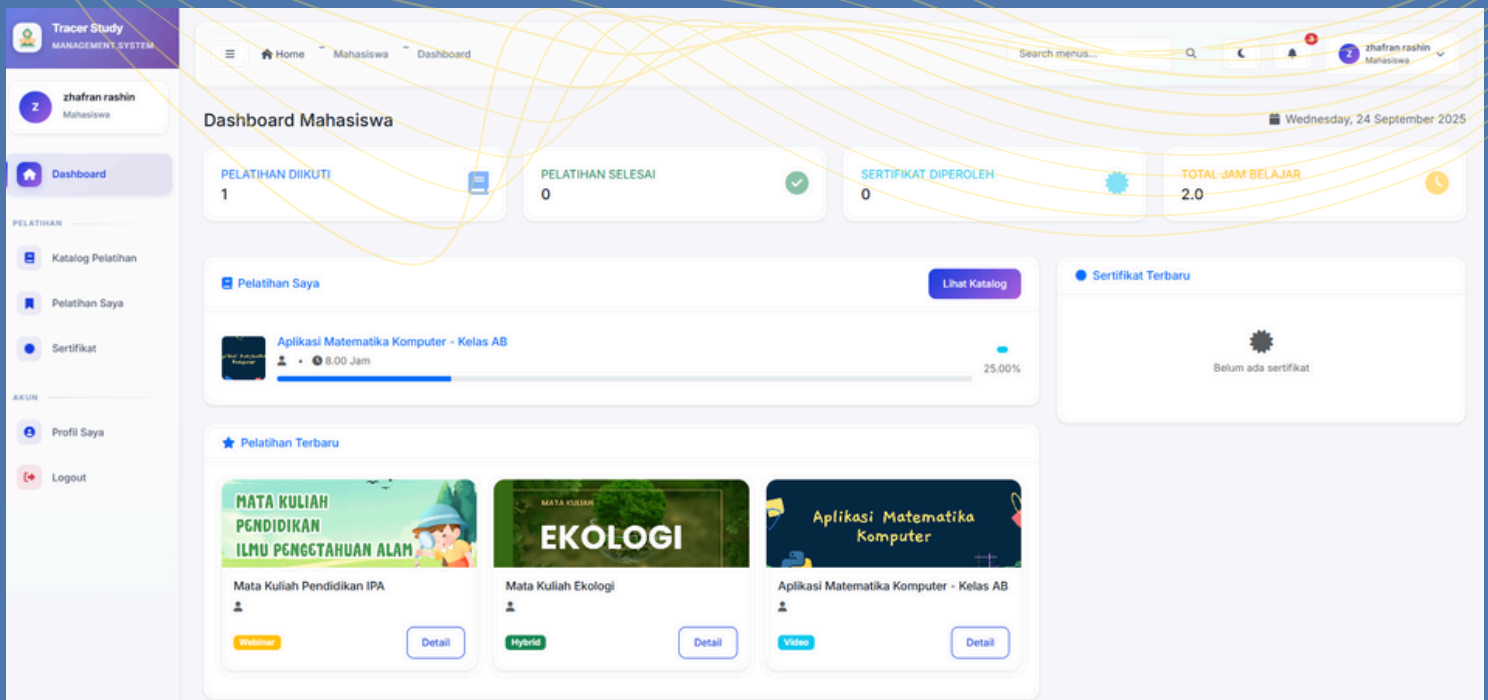 Tracer Study
MANAGEMENT SYSTEM
zhafran rashin
Mahasiswa
Dashboard
PELATIHAN
Katalog Pelatihan
Pelatihan Saya
Sertifikat
AKUN
Profil Saya
Logout
Home
Mahasiswa
Dashboard
Search menus...
3
Z
zhafran rashin
Mahasiswa
Z
Dashboard Mahasiswa
Wednesday, 24 September 2025
PELATIHAN DIIKUTI
1
PELATIHAN SELESAI
0
SERTIFIKAT DIPEROLEH
0
TOTAL JAM BELAJAR
2.0
Pelatihan Saya
Lihat Katalog
Aplikasi Matematika Komputer - Kelas AB
• 8.00 Jam
25.00%
Sertifikat Terbaru
Belum ada sertifikat
Pelatihan Terbaru
MATA KULIAH
PENDIDIKAN
ILMU PENGETAHUAN ALAM
Mata Kuliah Pendidikan IPA
Webinar
Detail
MATA KULIAH
EKOLOGI
Mata Kuliah Ekologi
Hybrid
Detail
Aplikasi Matematika
Komputer
Aplikasi Matematika Komputer - Kelas AB
Video
Detail